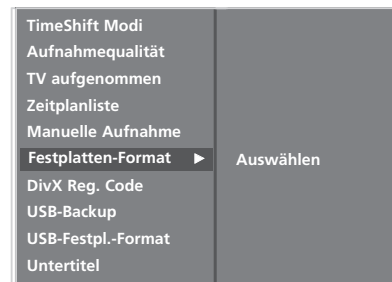 TimeShift Modi
Aufnahmequalität
TV aufgenommen
Zeitplanliste
Manuelle Aufnahme
Festplatten-Format ► Auswählen
DivX Reg. Code
USB-Backup
USB-Festpl.-Format
Untertitel